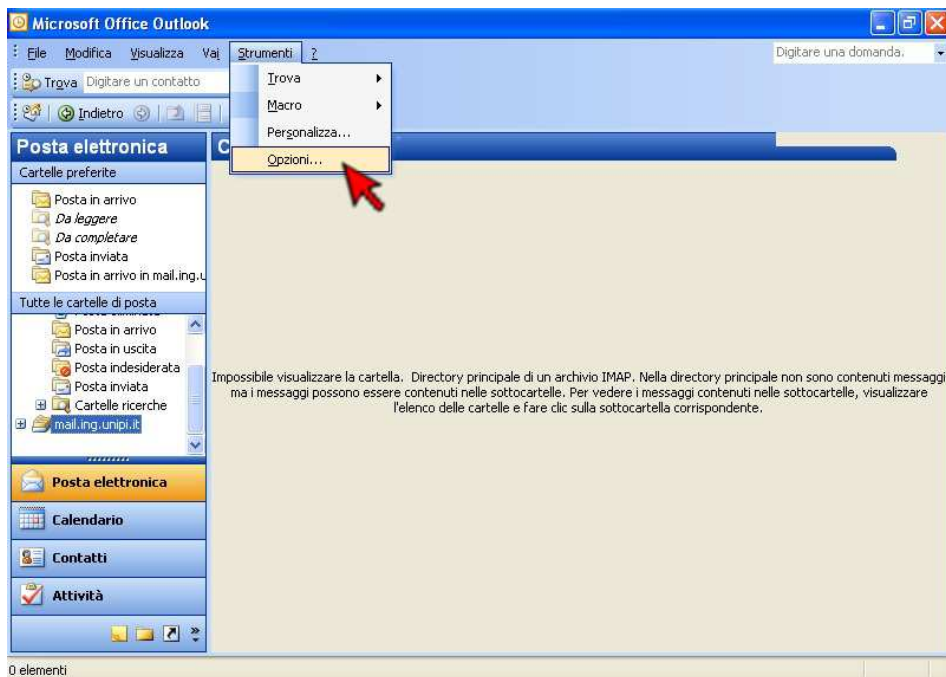 Microsoft Office Outlook
File Modifica Visualizza Vai Strumenti ?
Digitare una domanda.
Trova Digitare un contatto
Indietro
Trova
Macro
Personalizza...
Opzioni...
Posta elettronica
C
Cartelle preferite
Posta in arrivo
Da leggere
Da completare
Posta inviata
Posta in arrivo in mail.ing.u
Tutte le cartelle di posta
Posta in arrivo
Posta in uscita
Posta indesiderata
Posta inviata
Cartelle ricerche
mail.ing.unipi.it
Impossibile visualizzare la cartella. Directory principale di un archivio IMAP. Nella directory principale non sono contenuti messaggi
ma i messaggi possono essere contenuti nelle sottocartelle. Per vedere i messaggi contenuti nelle sottocartelle, visualizzare
l'elenco delle cartelle e fare clic sulla sottocartella corrispondente.
Posta elettronica
Calendario
Contatti
Attività
0 elementi